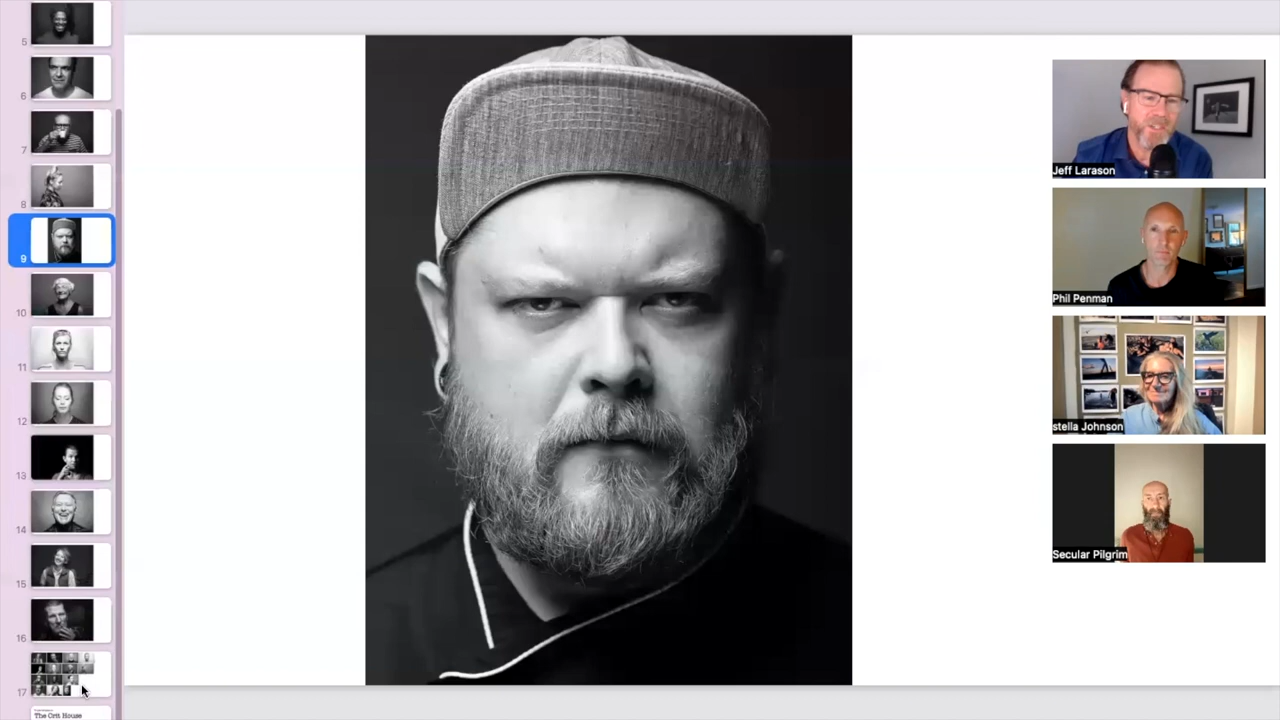 5
6
7
8
9
10
11
12
13
14
15
16
17
The Crit House
Jeff Larason
Phil Penman
stella Johnson
Secular Pilgrim